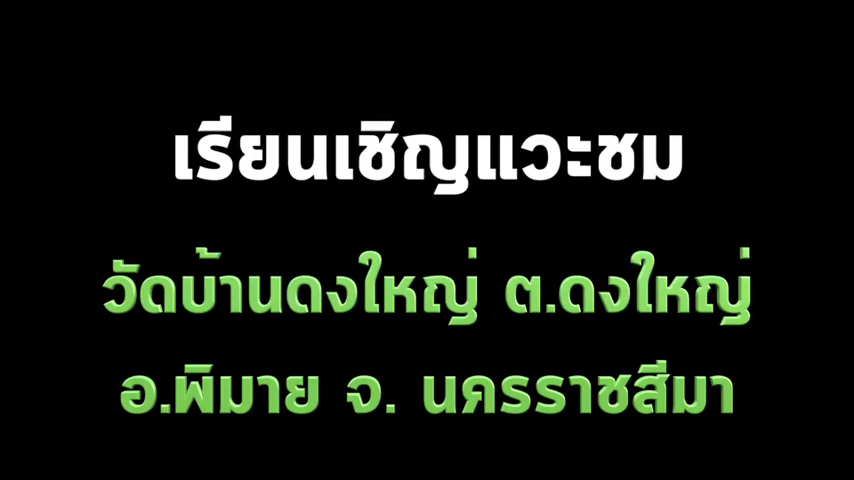 เรียนเชิญแวะชม
วัดบ้านดงใหญ่ ต.ดงใหญ่
อ.พิมาย จ. นครราชสีมา